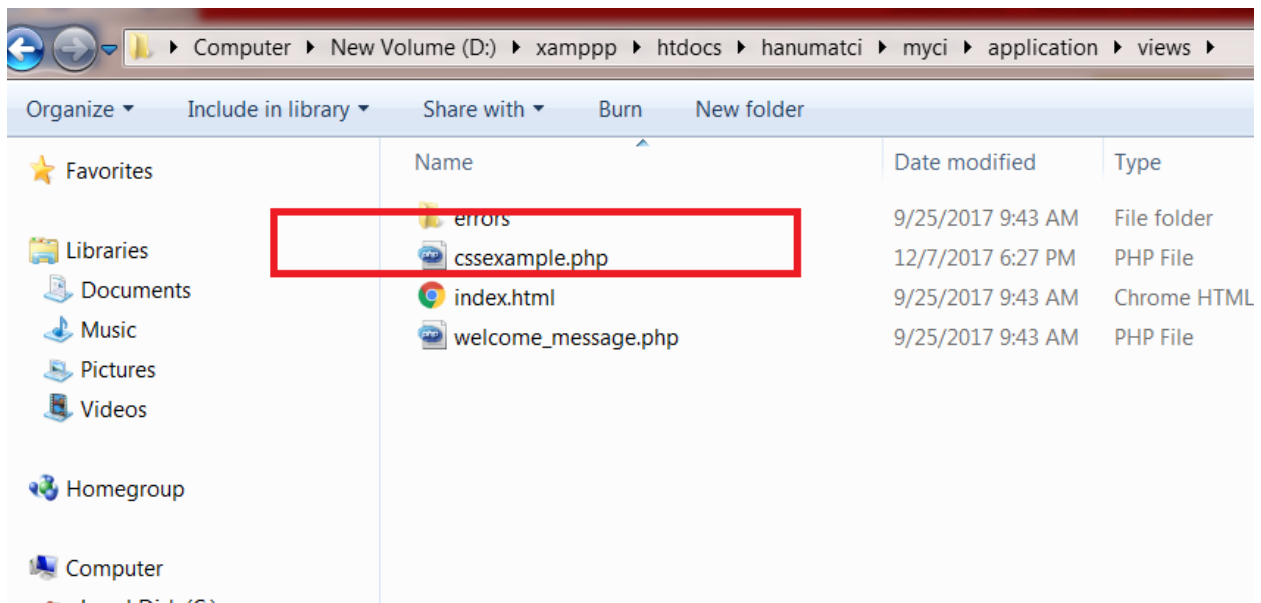 Computer New Volume (D:) xamppp htdocs hanumatci myci application views
Organize Include in library Share with Burn New folder
Favorites
Libraries
Documents
Music
Pictures
Videos
Homegroup
Computer
Name Date modified Type
errors 9/25/2017 9:43 AM File folder
cssexample.php 12/7/2017 6:27 PM PHP File
index.html 9/25/2017 9:43 AM Chrome HTML
welcome_message.php 9/25/2017 9:43 AM PHP File